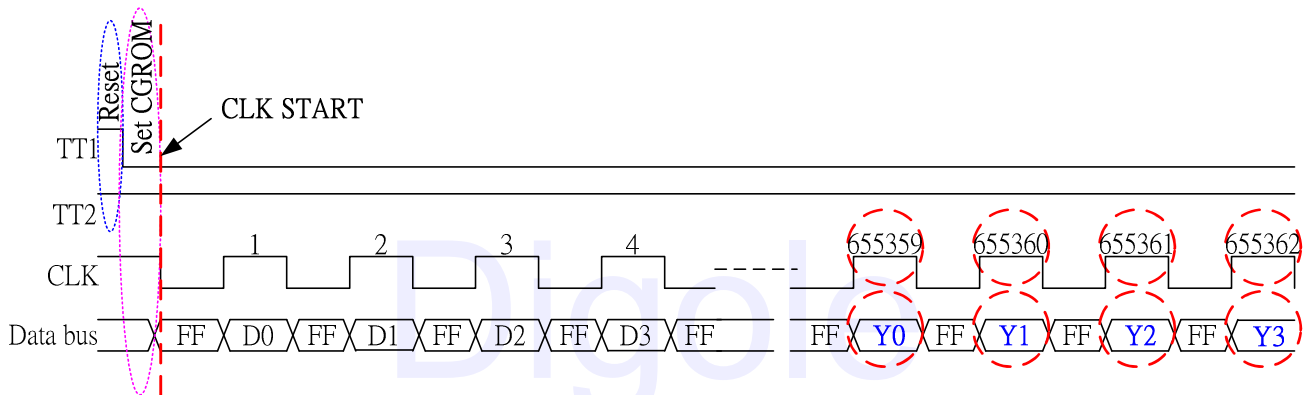 Reset
Set CGROM
CLK START
TT1
TT2
1 2 3 4 655359 655360 655361 655362
CLK
Data bus FF D0 FF D1 FF D2 FF D3 FF FF Y0 FF Y1 FF Y2 FF Y3
Digole